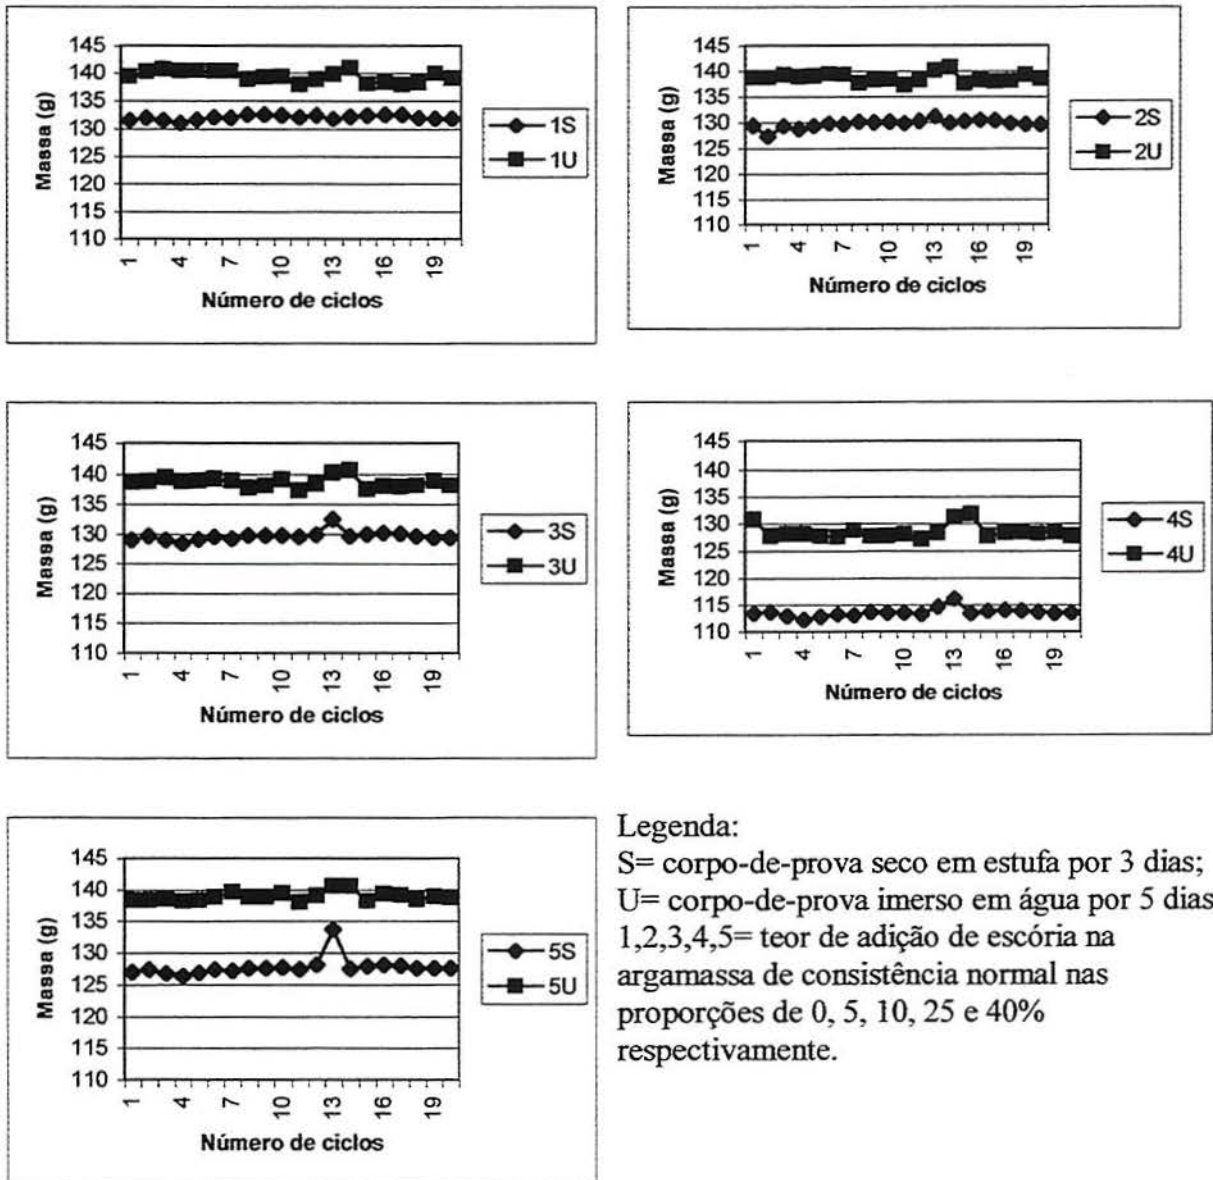 145
140
135
130
125
120
115
110
Massa (g)
1
4
7
10
13
16
19
Número de ciclos
1S
1U
145
140
135
130
125
120
115
110
Massa (g)
1
4
7
10
13
16
19
Número de ciclos
2S
2U
145
140
135
130
125
120
115
110
Massa (g)
1
4
7
10
13
16
19
Número de ciclos
3S
3U
145
140
135
130
125
120
115
110
Massa (g)
1
4
7
10
13
16
19
Número de ciclos
4S
4U
145
140
135
130
125
120
115
110
Massa (g)
1
4
7
10
13
16
19
Número de ciclos
5S
5U
Legenda:
S= corpo-de-prova seco em estufa por 3 dias;
U= corpo-de-prova imerso em água por 5 dias
1,2,3,4,5= teor de adição de escória na
argamassa de consistência normal nas
proporções de 0, 5, 10, 25 e 40%
respectivamente.